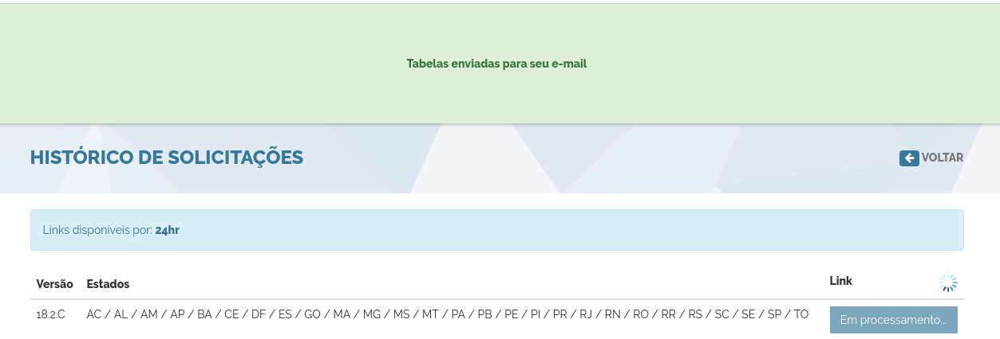 Tabelas enviadas para seu e-mail
HISTÓRICO DE SOLICITAÇÕES
VOLTAR
Links disponíveis por: 24hr
Versão Estados Link
18.2.C AC / AL / AM / AP / BA / CE / DF / ES / GO / MA / MG / MS / MT / PA / PB / PE / PI / PR / RJ / RN / RO / RR / RS / SC / SE / SP / TO Em processamento...